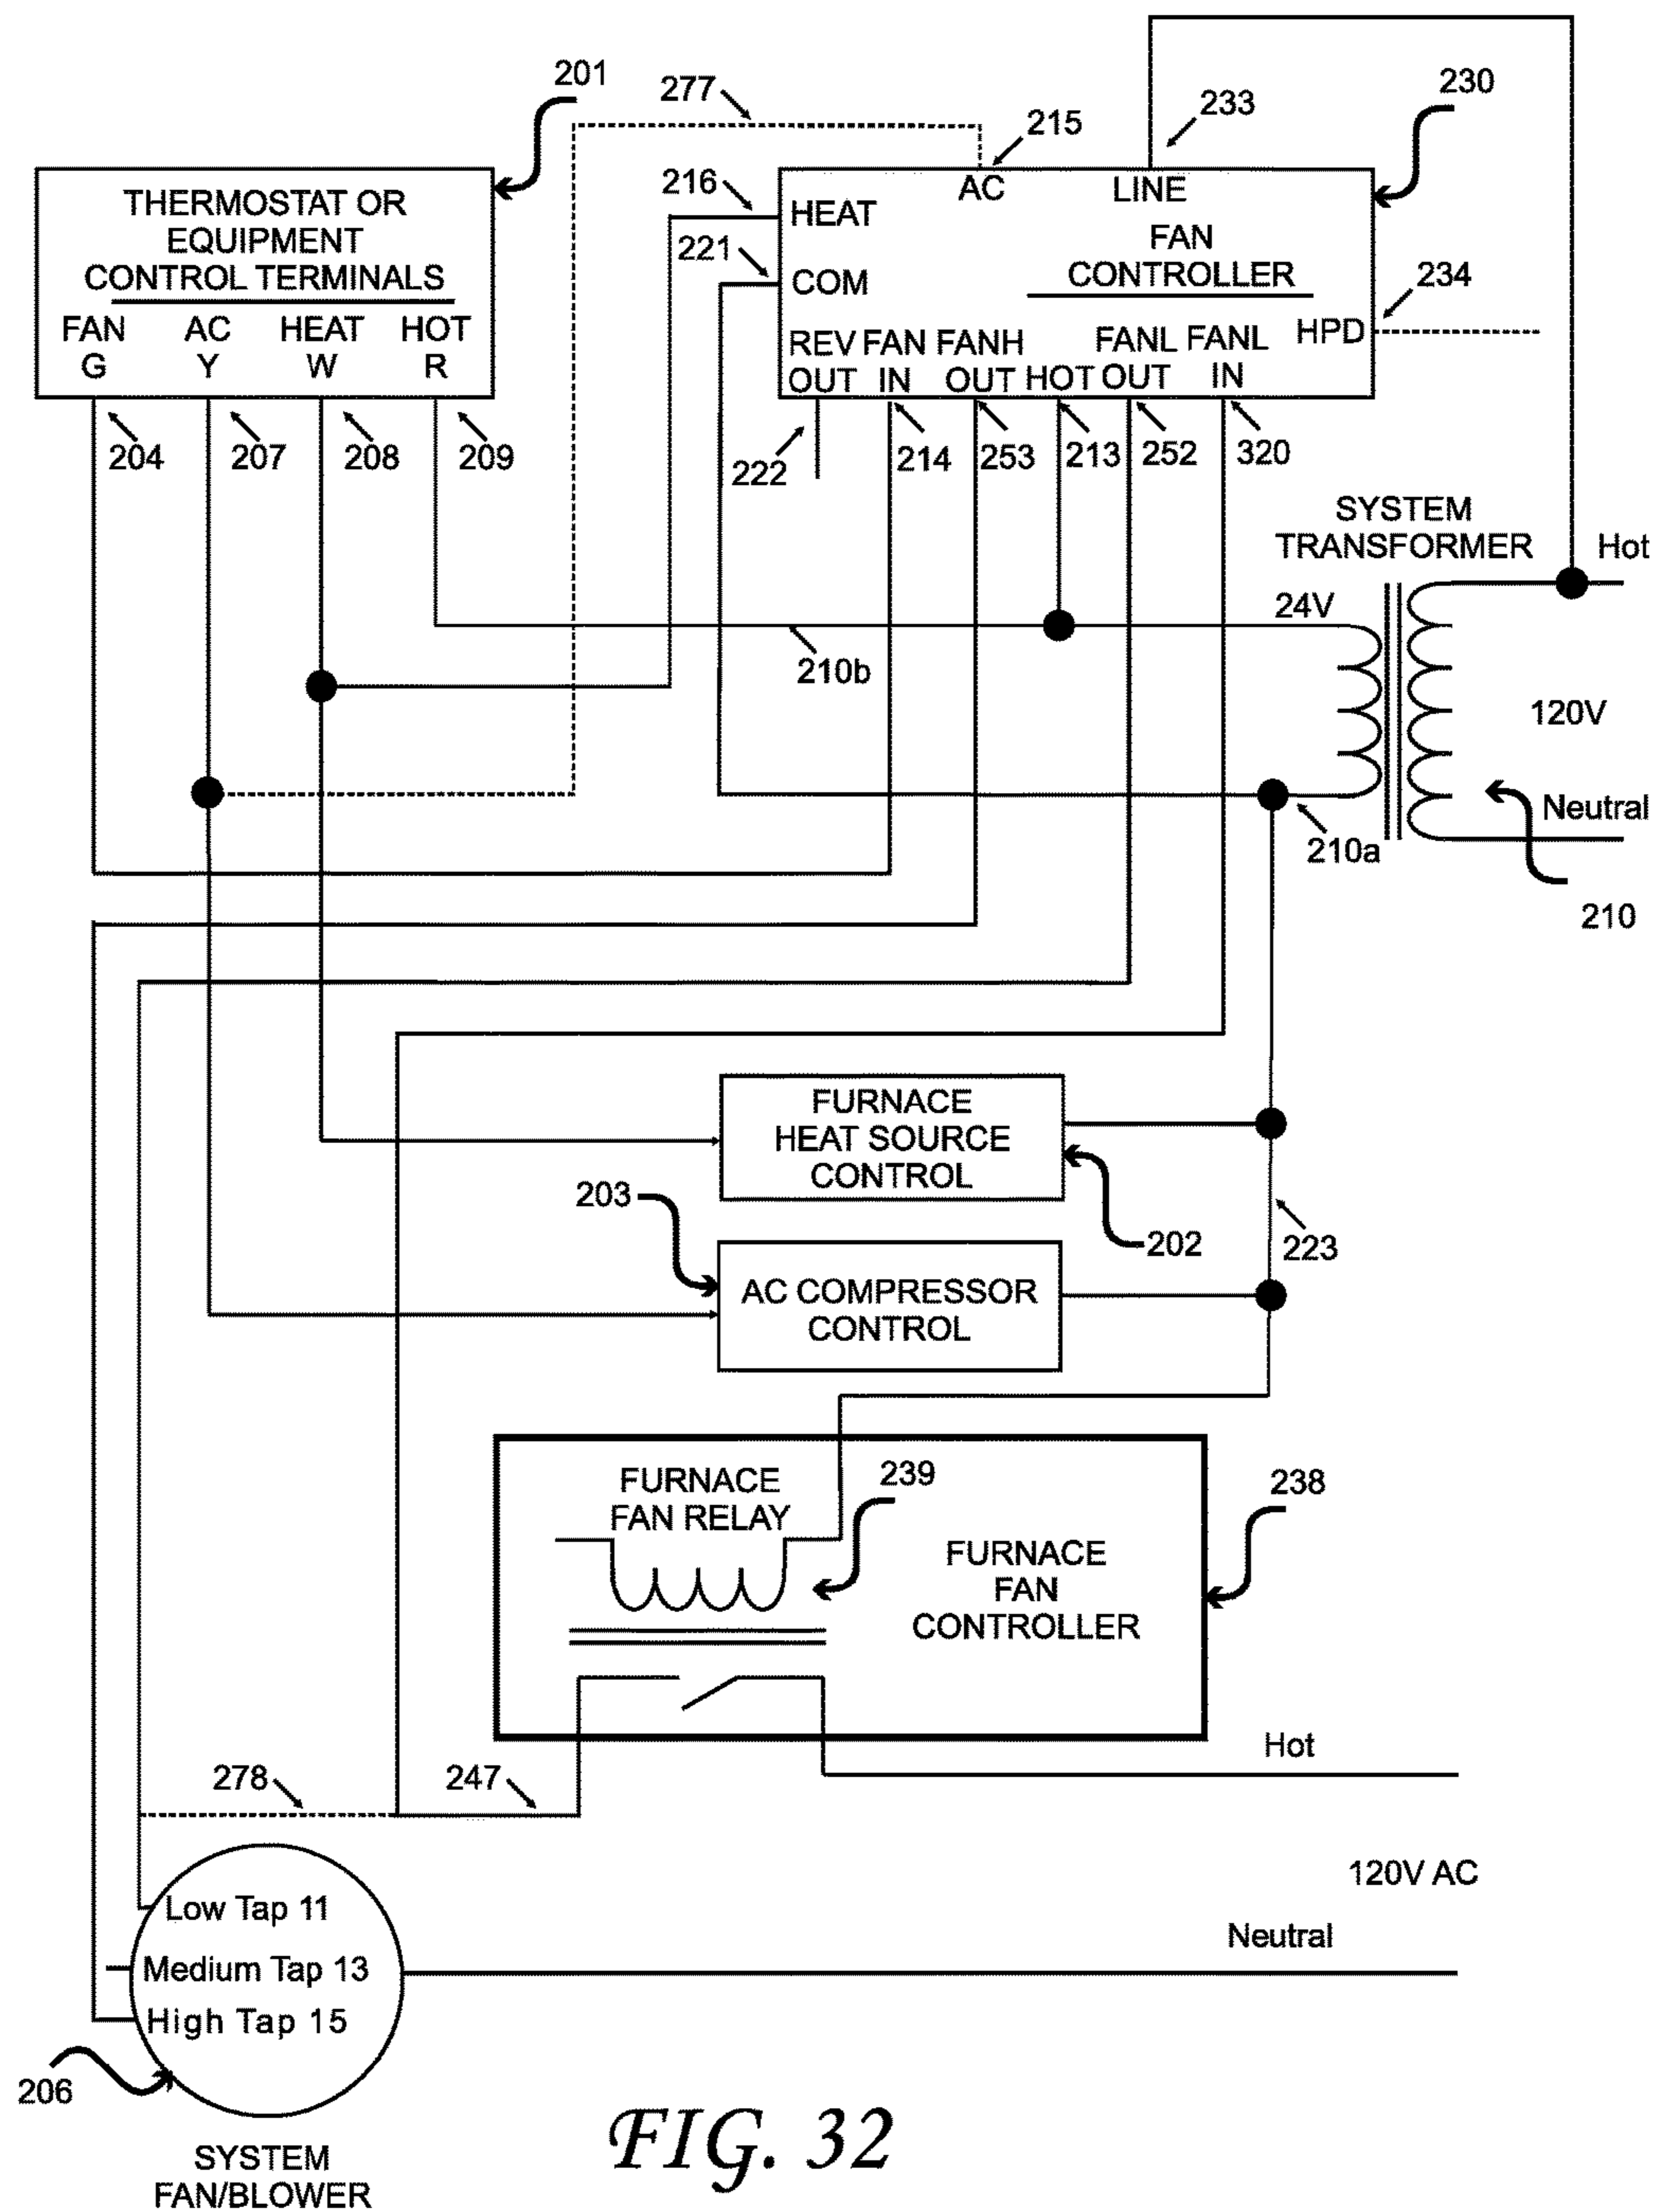 201
277
215
233
230
THERMOSTAT OR
EQUIPMENT
CONTROL TERMINALS
FAN AC HEAT HOT
G Y W R
204
207
208
209
216
221
AC
LINE
HEAT
COM
FAN
CONTROLLER
HPD
234
REV FAN FANH FANL FANL
OUT IN OUT HOT OUT IN
222
214
253
213
252
320
SYSTEM
TRANSFORMER
Hot
24V
210b
120V
Neutral
210a
210
FURNACE
HEAT SOURCE
CONTROL
203
202
223
AC COMPRESSOR
CONTROL
FURNACE
FAN RELAY
239
238
FURNACE
FAN
CONTROLLER
Hot
278
247
120V AC
Low Tap 11
Neutral
Medium Tap 13
High Tap 15
206
SYSTEM
FAN/BLOWER
FIG. 32